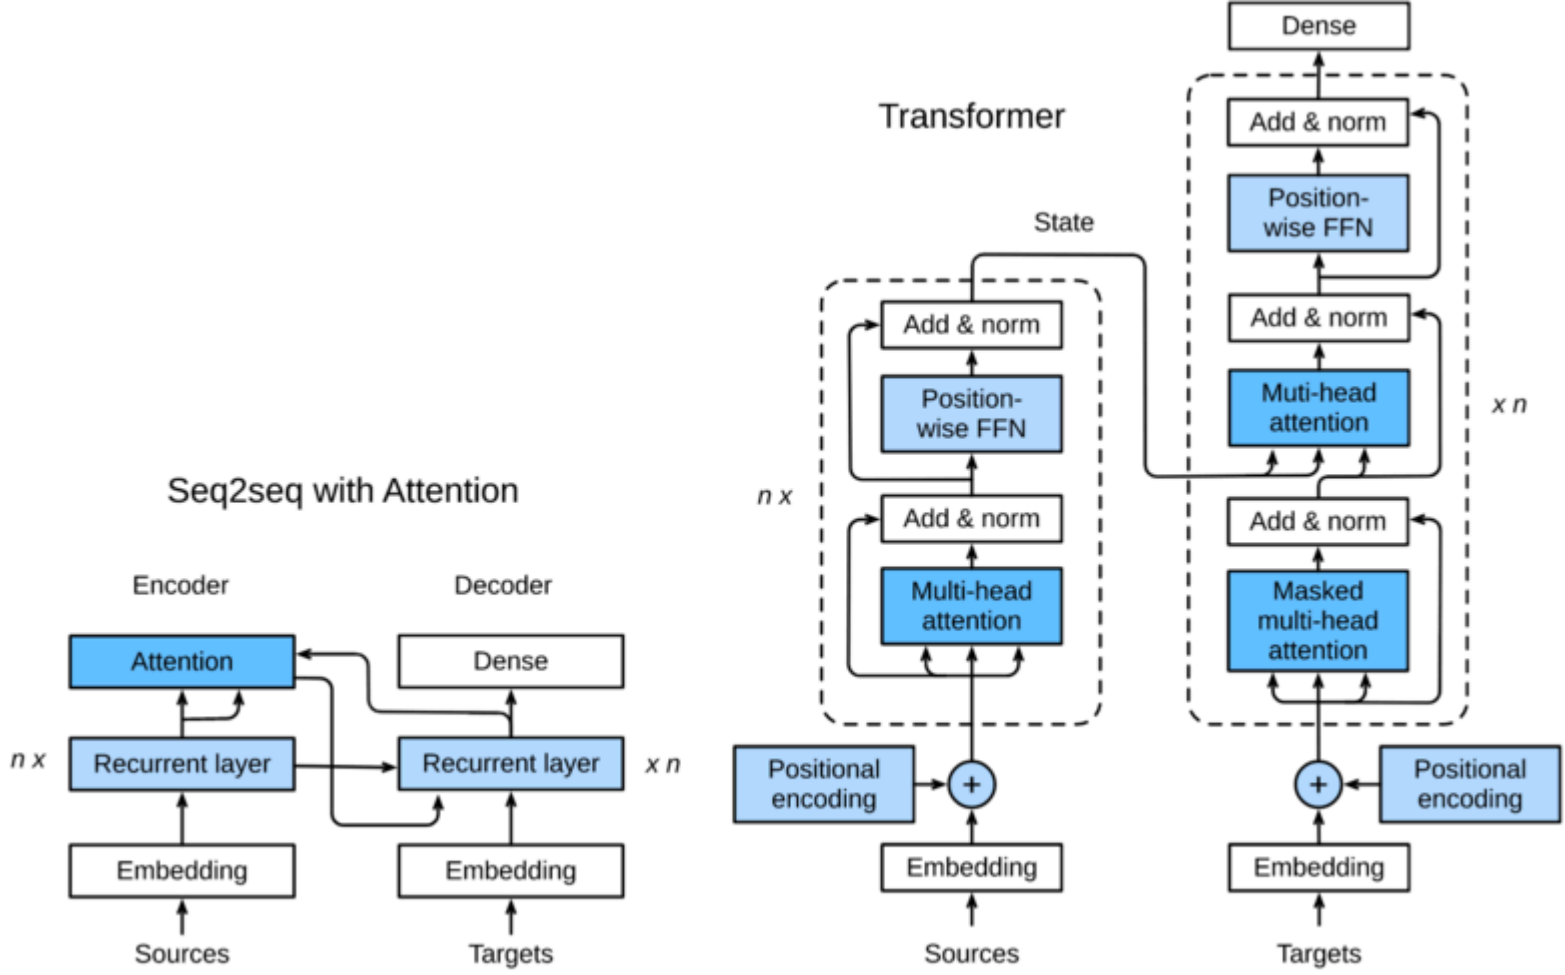 Seq2seq with Attention
Encoder
Decoder
Attention
Dense
n x
Recurrent layer
Recurrent layer
x n
Embedding
Embedding
Sources
Targets
Transformer
State
n x
Add & norm
Position-
wise FFN
Add & norm
Multi-head
attention
Positional
encoding
+
Embedding
Sources
Dense
Add & norm
Position-
wise FFN
Add & norm
Muti-head
attention
x n
Add & norm
Masked
multi-head
attention
+
Positional
encoding
Embedding
Targets